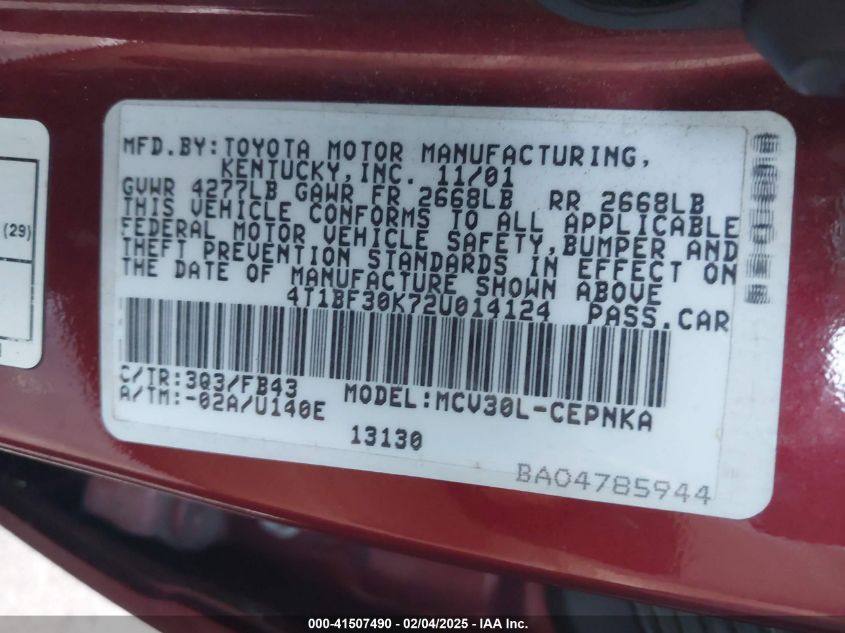 MFD.BY:TOYOTA MOTOR MANUFACTURING,
KENTUCKY,INC. 11/01
GVWR 4277LB GAWR FR 2668LB RR 2668LB
THIS VEHICLE CONFORMS TO ALL APPLICABLE
FEDERAL MOTOR VEHICLE SAFETY,BUMPER AND
THEFT PREVENTION STANDARDS IN EFFECT ON
THE DATE OF MANUFACTURE SHOWN ABOVE
4T1BF30K72U014124 PASS.CAR
C/TR:3Q3/FB43 MODEL:MCV30L-CEPNKA
A/TM:-02A/U140E
13130
BA04785944
(29)
000-41507490 - 02/04/2025 - IAA Inc.